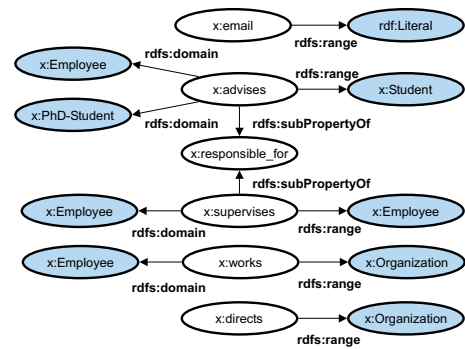 x:email
rdf:Literal
rdfs:range
x:Employee
rdfs:domain
rdfs:range
x:advises
x:Student
x:PhD-Student
rdfs:domain
rdfs:subPropertyOf
x:responsible_for
rdfs:subPropertyOf
x:Employee
x:supervises
x:Employee
rdfs:domain
rdfs:range
x:Employee
x:works
x:Organization
rdfs:domain
rdfs:range
x:directs
x:Organization
rdfs:range